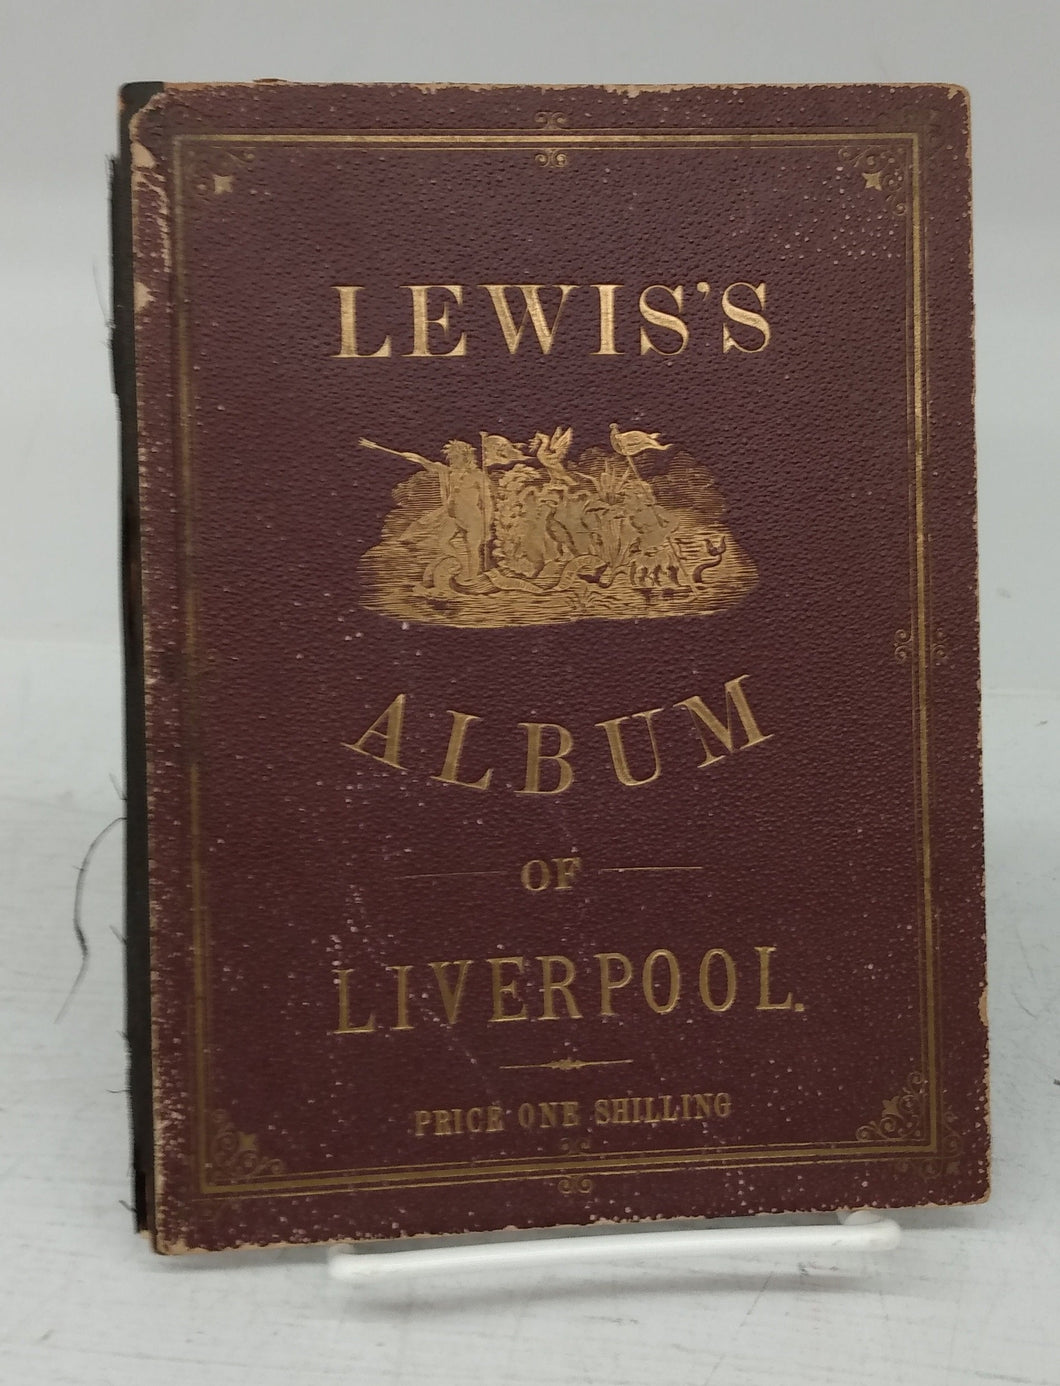 LEWIS'S
ALBUM
OF
LIVERPOOL.
PRICE ONE SHILLING